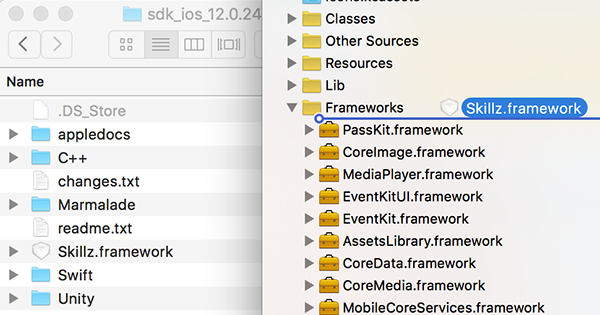 sdk_ios_12.0.24
Name
.DS_Store
appledocs
C++
changes.txt
Marmalade
readme.txt
Skillz.framework
Swift
Unity
Classes
Other Sources
Resources
Lib
Frameworks
Skillz.framework
PassKit.framework
CoreImage.framework
MediaPlayer.framework
EventKitUI.framework
EventKit.framework
AssetsLibrary.framework
CoreData.framework
CoreMedia.framework
MobileCoreServices.framework